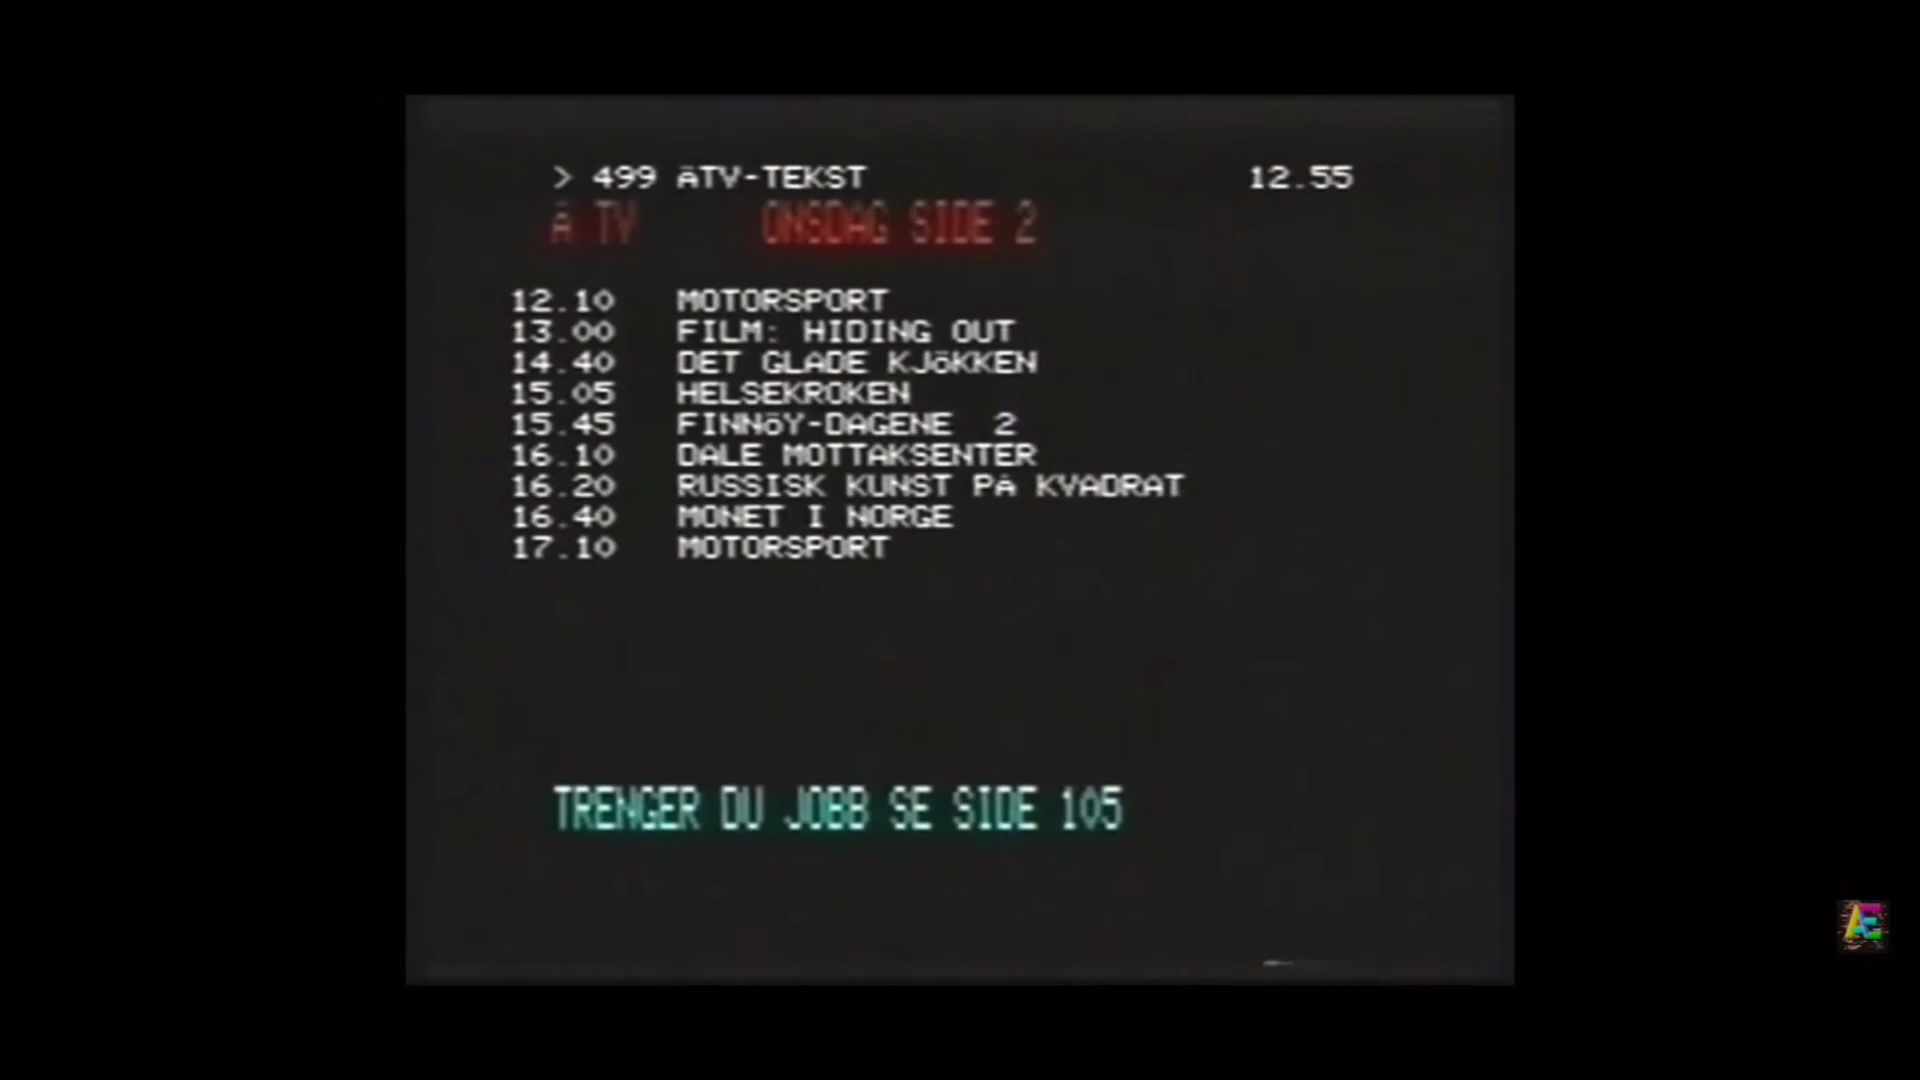 > 499 äTV-TEKST 12.55
Ä TV ONSDAG SIDE 2
12.10 MOTORSPORT
13.00 FILM: HIDING OUT
14.40 DET GLADE KJöKKEN
15.05 HELSEKROKEN
15.45 FINNöY-DAGENE 2
16.10 DALE MOTTAKSENTER
16.20 RUSSISK KUNST På KVADRAT
16.40 MONET I NORGE
17.10 MOTORSPORT
TRENGER DU JOBB SE SIDE 105
Æ